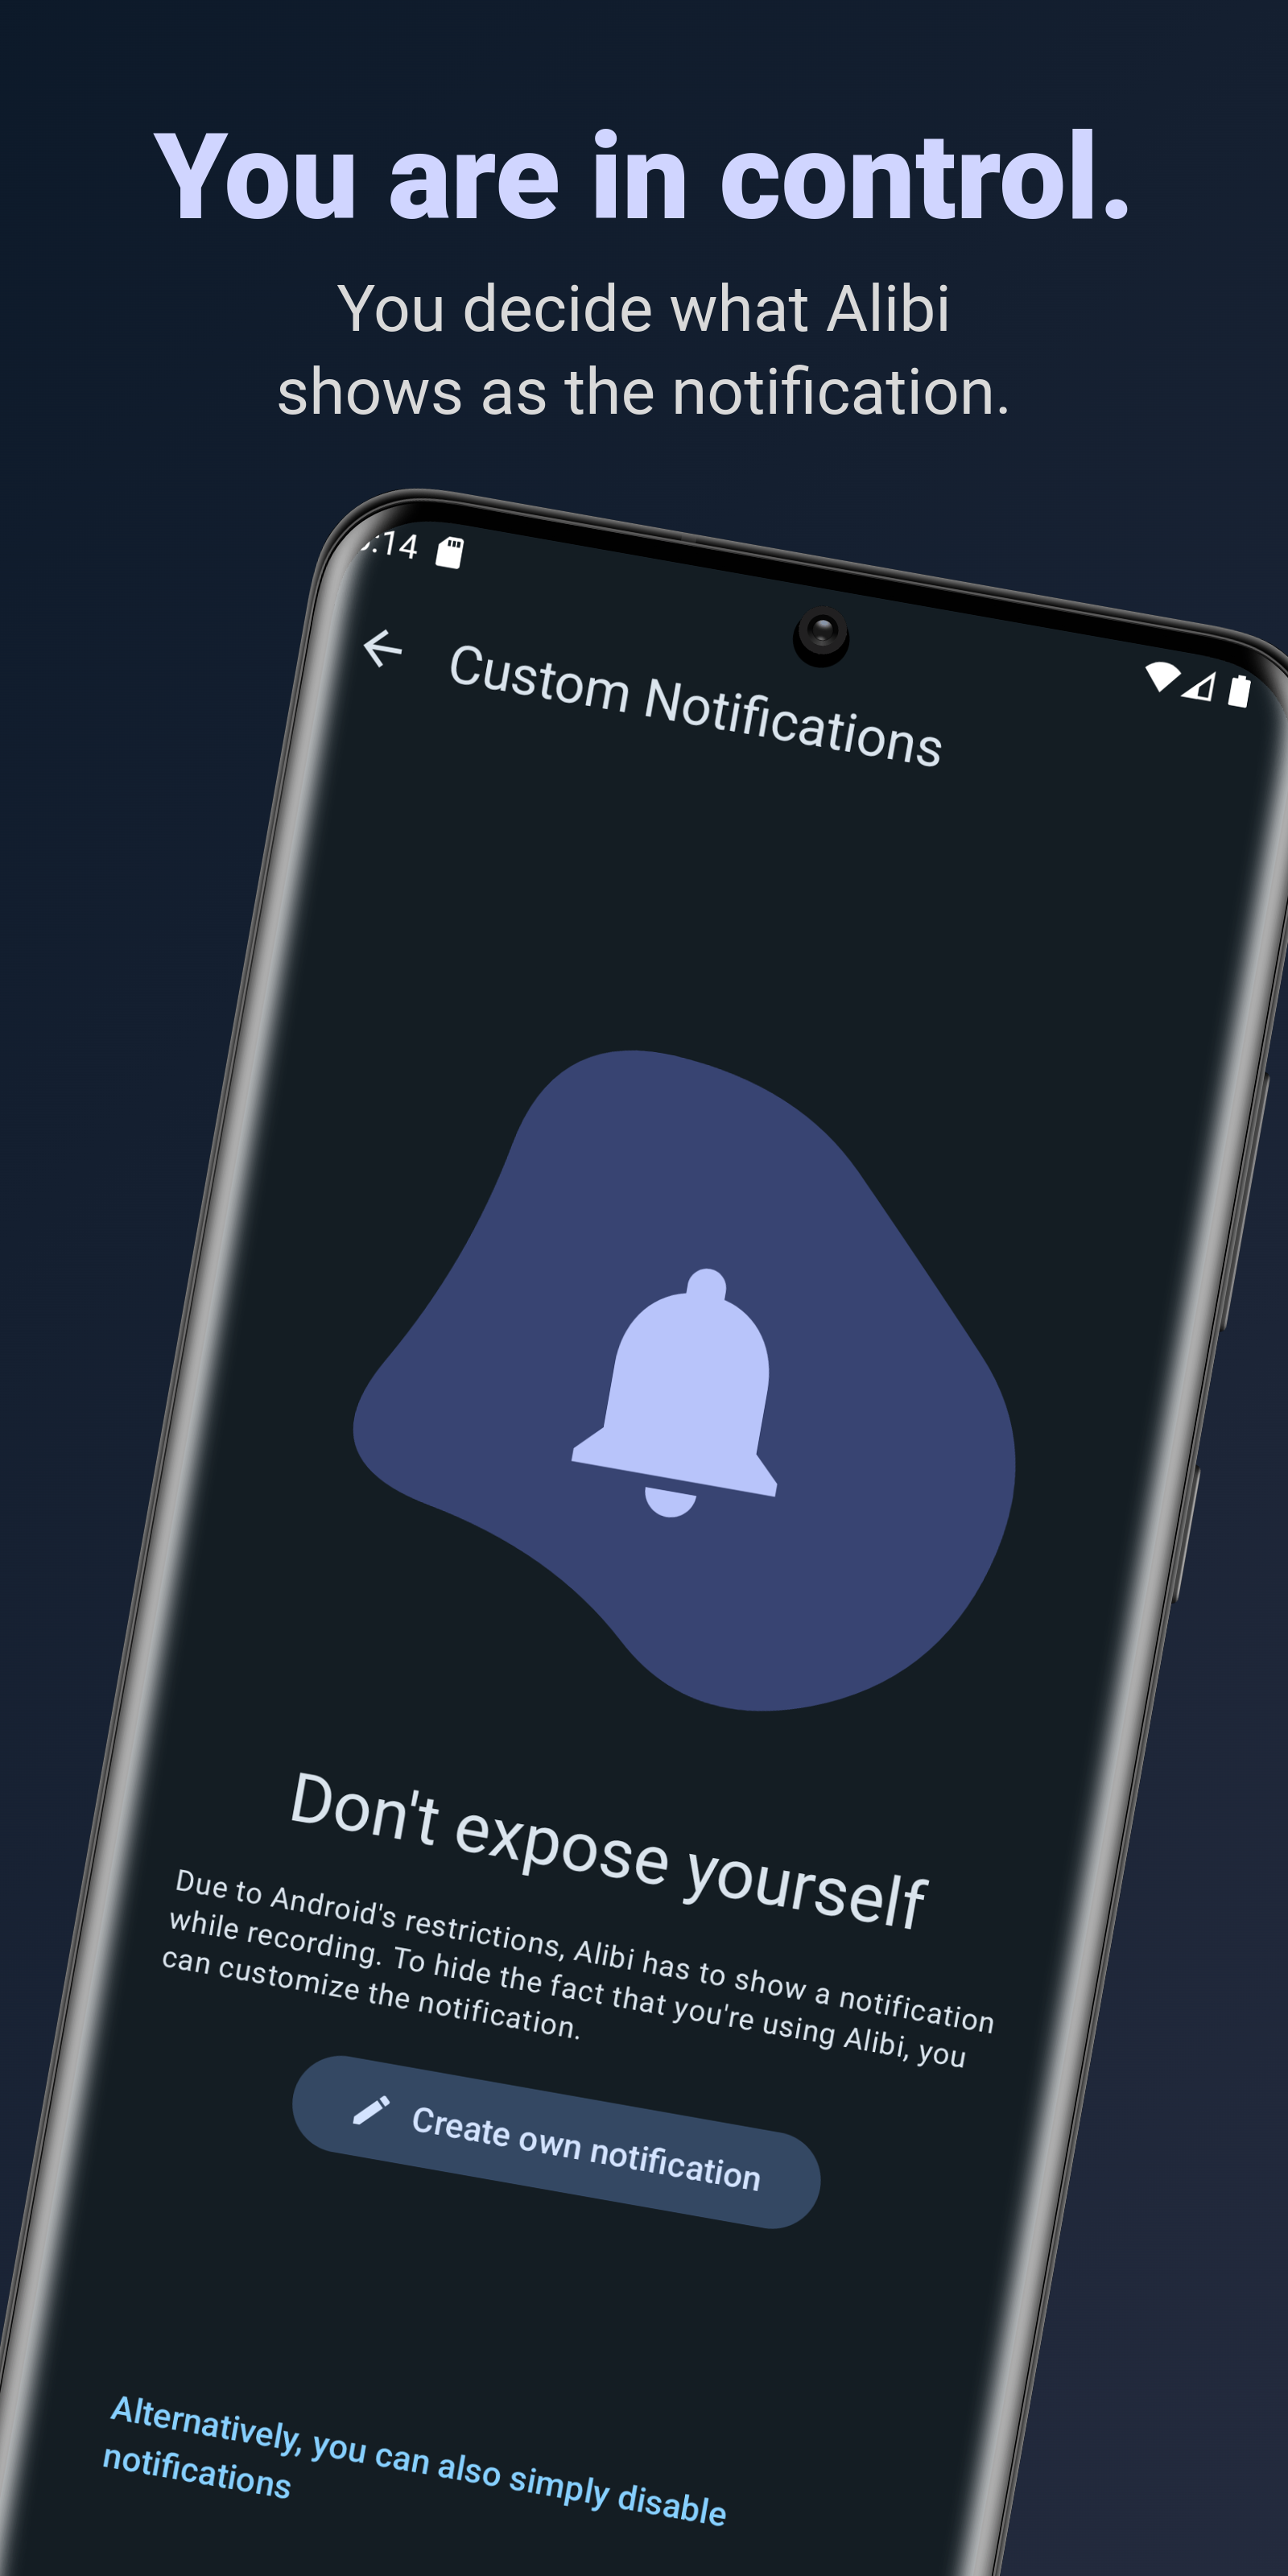 You are in control.
You decide what Alibi
shows as the notification.
:14
Custom Notifications
Don't expose yourself
Due to Android's restrictions, Alibi has to show a notification
while recording. To hide the fact that you're using Alibi, you
can customize the notification.
Create own notification
Alternatively, you can also simply disable
notifications